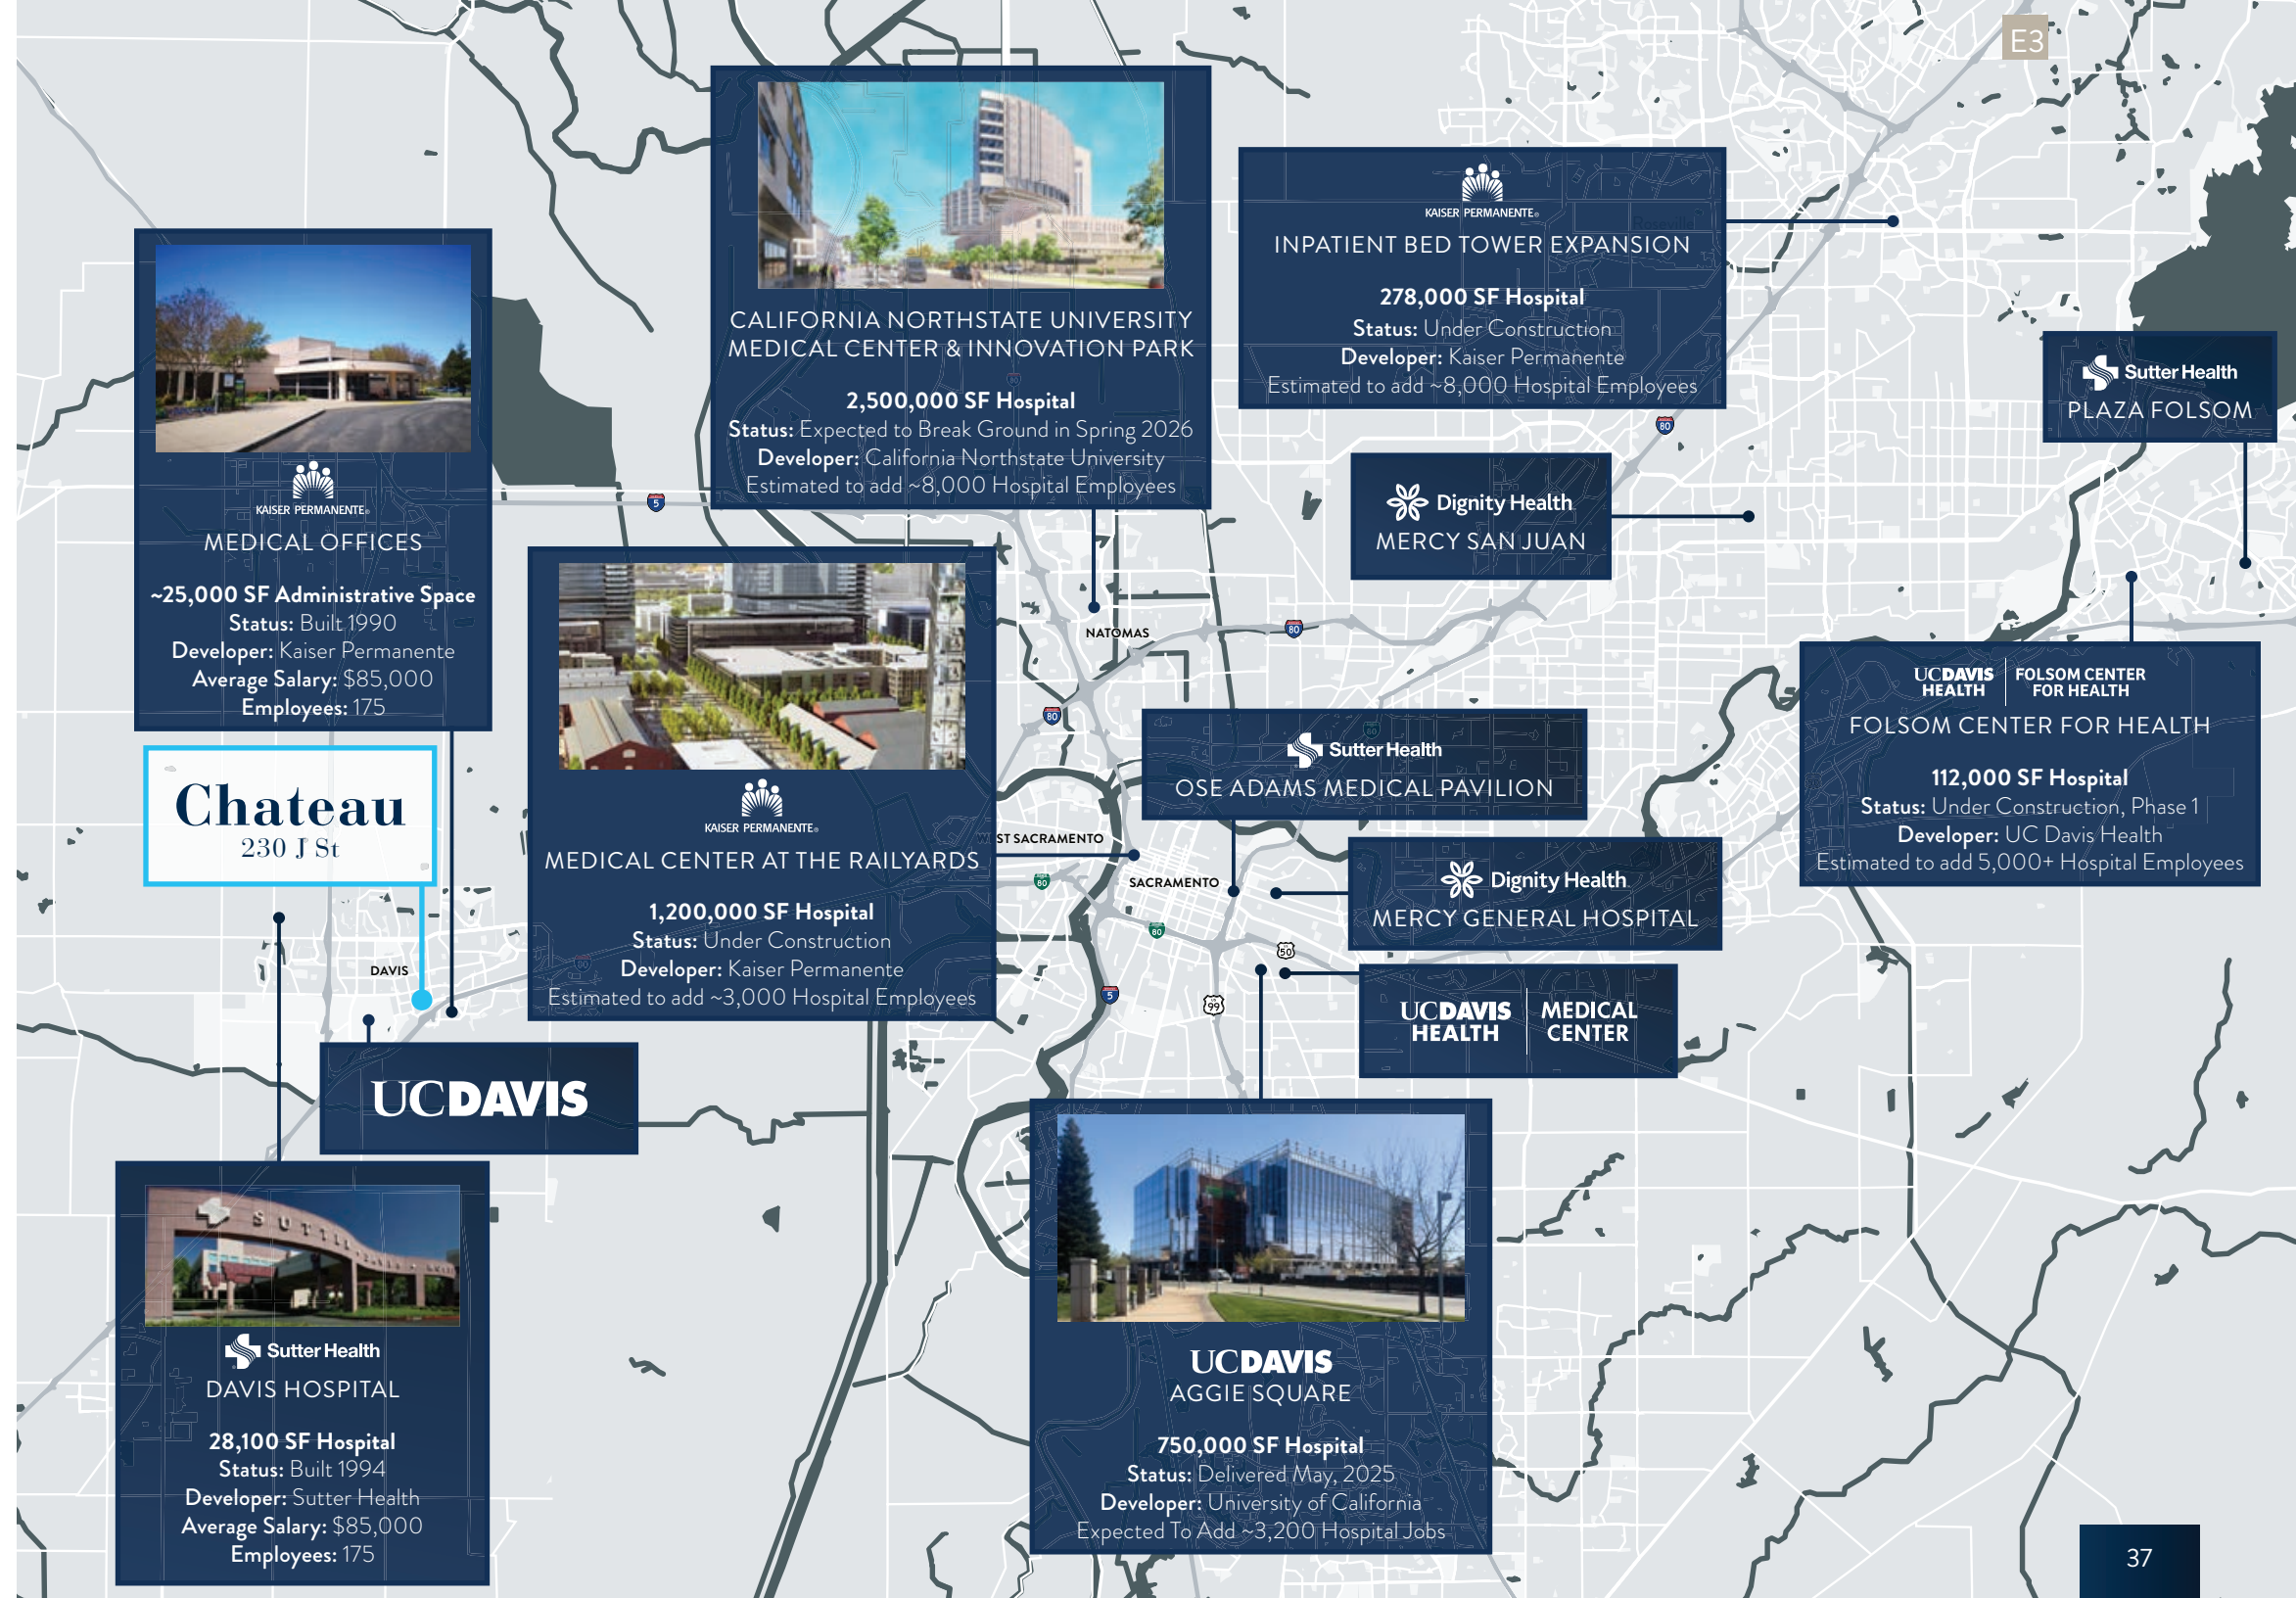 E3
CALIFORNIA NORTHSTATE UNIVERSITY
MEDICAL CENTER & INNOVATION PARK
2,500,000 SF Hospital
Status: Expected to Break Ground in Spring 2026
Developer: California Northstate University
Estimated to add ~8,000 Hospital Employees
KAISER PERMANENTE®
INPATIENT BED TOWER EXPANSION
278,000 SF Hospital
Status: Under Construction
Developer: Kaiser Permanente
Estimated to add ~8,000 Hospital Employees
Sutter Health
PLAZA FOLSOM
KAISER PERMANENTE®
MEDICAL OFFICES
~25,000 SF Administrative Space
Status: Built 1990
Developer: Kaiser Permanente
Average Salary: $85,000
Employees: 175
Dignity Health
MERCY SAN JUAN
5
80
80
80
NATOMAS
Chateau
230 J St
KAISER PERMANENTE®
MEDICAL CENTER AT THE RAILYARDS
1,200,000 SF Hospital
Status: Under Construction
Developer: Kaiser Permanente
Estimated to add ~3,000 Hospital Employees
Sutter Health
OSE ADAMS MEDICAL PAVILION
UCDAVIS HEALTH
FOLSOM CENTER FOR HEALTH
FOLSOM CENTER FOR HEALTH
112,000 SF Hospital
Status: Under Construction, Phase 1
Developer: UC Davis Health
Estimated to add 5,000+ Hospital Employees
ST SACRAMENTO
SACRAMENTO
80
80
Dignity Health
MERCY GENERAL HOSPITAL
50
5
99
UCDAVIS HEALTH
MEDICAL CENTER
DAVIS
UCDAVIS
SUTTER
Sutter Health
DAVIS HOSPITAL
28,100 SF Hospital
Status: Built 1994
Developer: Sutter Health
Average Salary: $85,000
Employees: 175
UCDAVIS
AGGIE SQUARE
750,000 SF Hospital
Status: Delivered May, 2025
Developer: University of California
Expected To Add ~3,200 Hospital Jobs
37